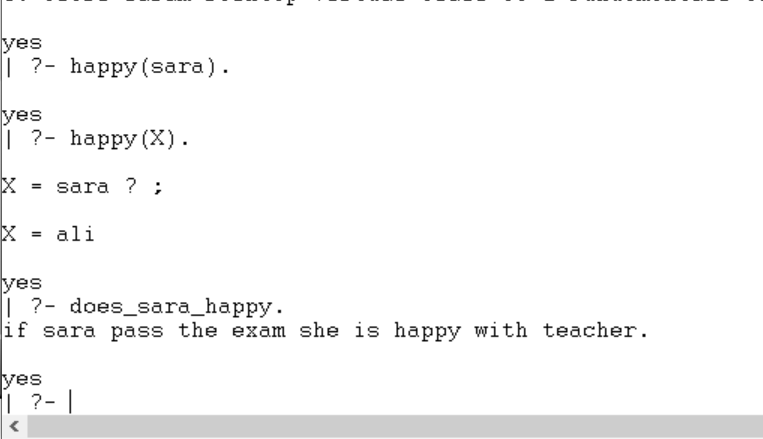 yes
| ?- happy(sara).
yes
| ?- happy(X).
X = sara ? ;
X = ali
yes
| ?- does_sara_happy.
if sara pass the exam she is happy with teacher.
yes
| ?-